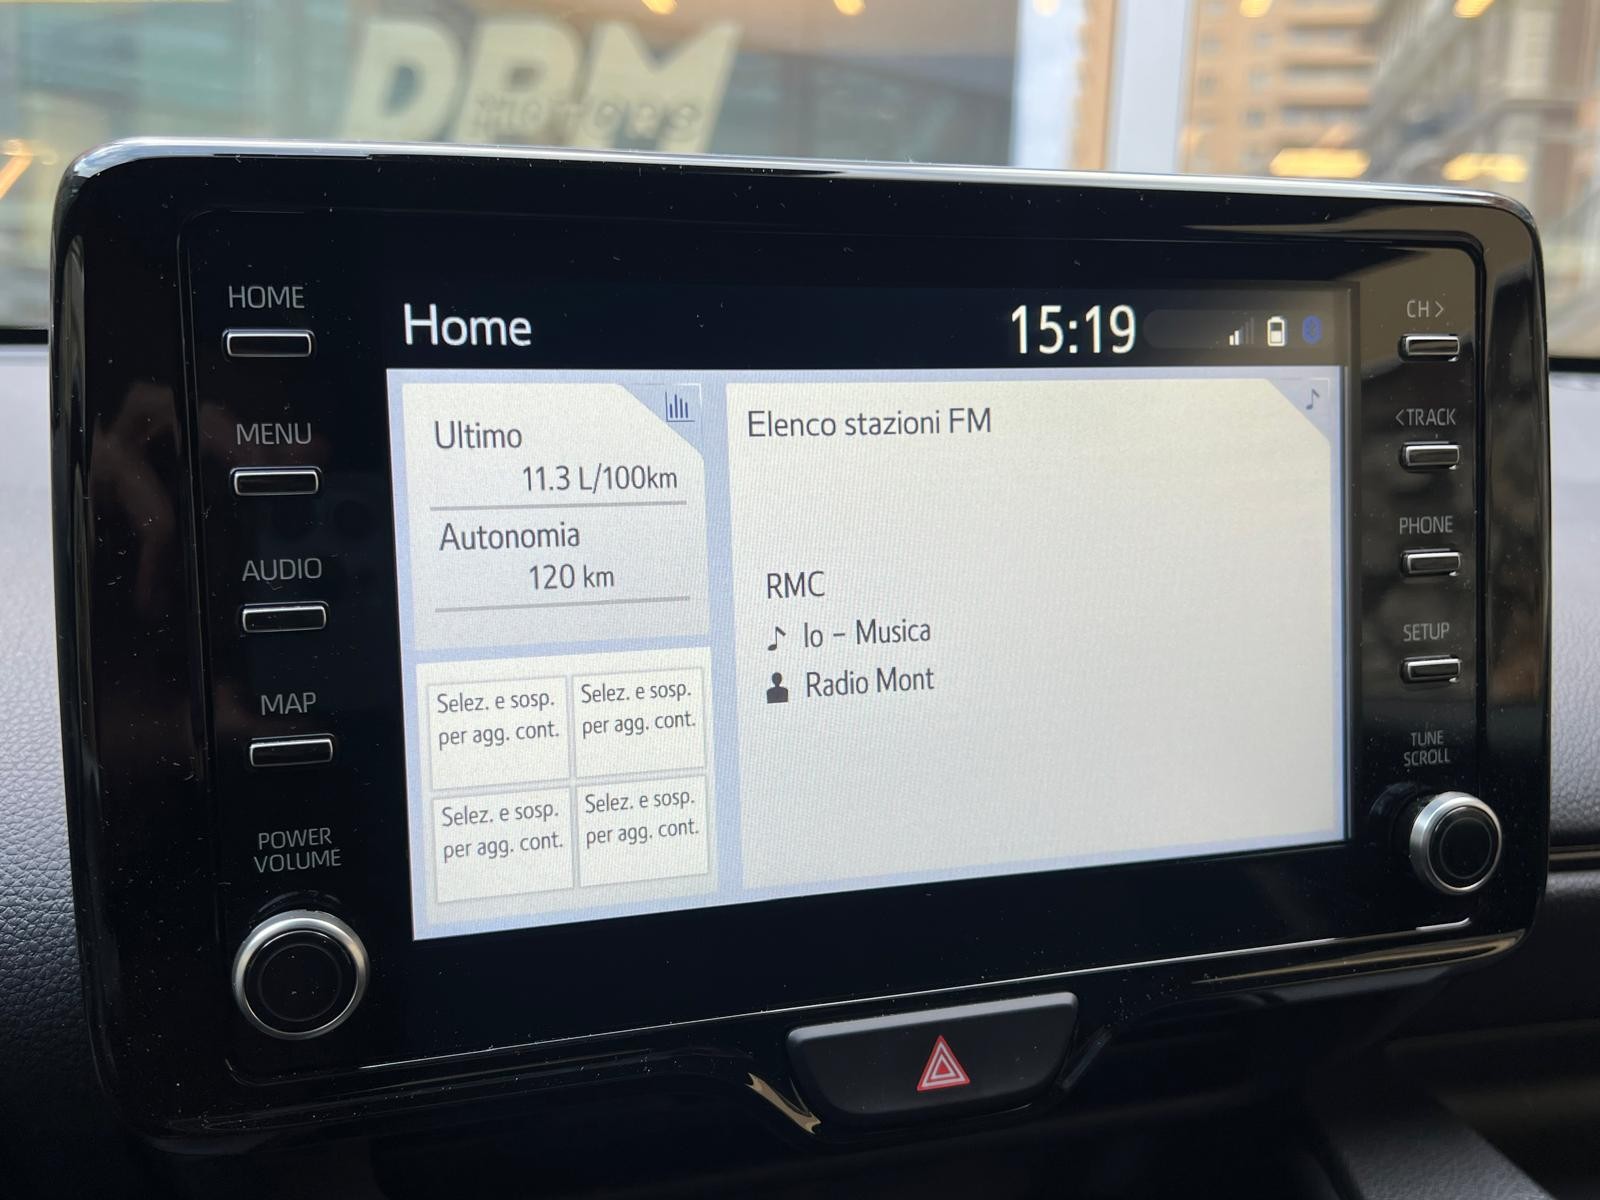 DRM
motors
HOME
MENU
AUDIO
MAP
POWER
VOLUME
Home
15:19
Ultimo
11.3 L/100km
Autonomia
120 km
Selez. e sosp.
per agg. cont.
Selez. e sosp.
per agg. cont.
Selez. e sosp.
per agg. cont.
Selez. e sosp.
per agg. cont.
Elenco stazioni FM
RMC
Io – Musica
Radio Mont
CH >
<TRACK
PHONE
SETUP
TUNE
SCROLL